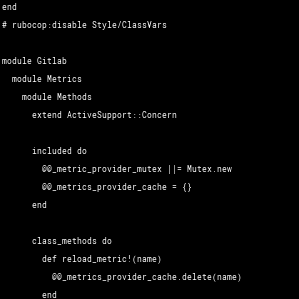 end
# rubocop:disable Style/ClassVars
module Gitlab
module Metrics
module Methods
extend ActiveSupport::Concern
included do
@@_metric_provider_mutex ||= Mutex.new
@@_metrics_provider_cache = {}
end
class_methods do
def reload_metric!(name)
@@_metrics_provider_cache.delete(name)
end